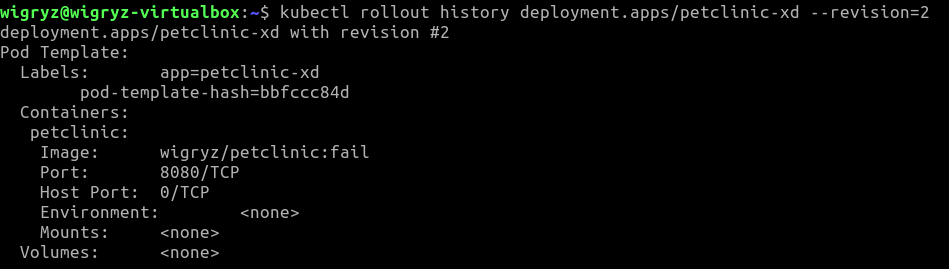 wigryz@wigryz-virtualbox:~$ kubectl rollout history deployment.apps/petclinic-xd --revision=2
deployment.apps/petclinic-xd with revision #2
Pod Template:
  Labels:       app=petclinic-xd
        pod-template-hash=bbfccc84d
  Containers:
   petclinic:
    Image:      wigryz/petclinic:fail
    Port:       8080/TCP
    Host Port:  0/TCP
    Environment:        <none>
    Mounts:     <none>
  Volumes:      <none>